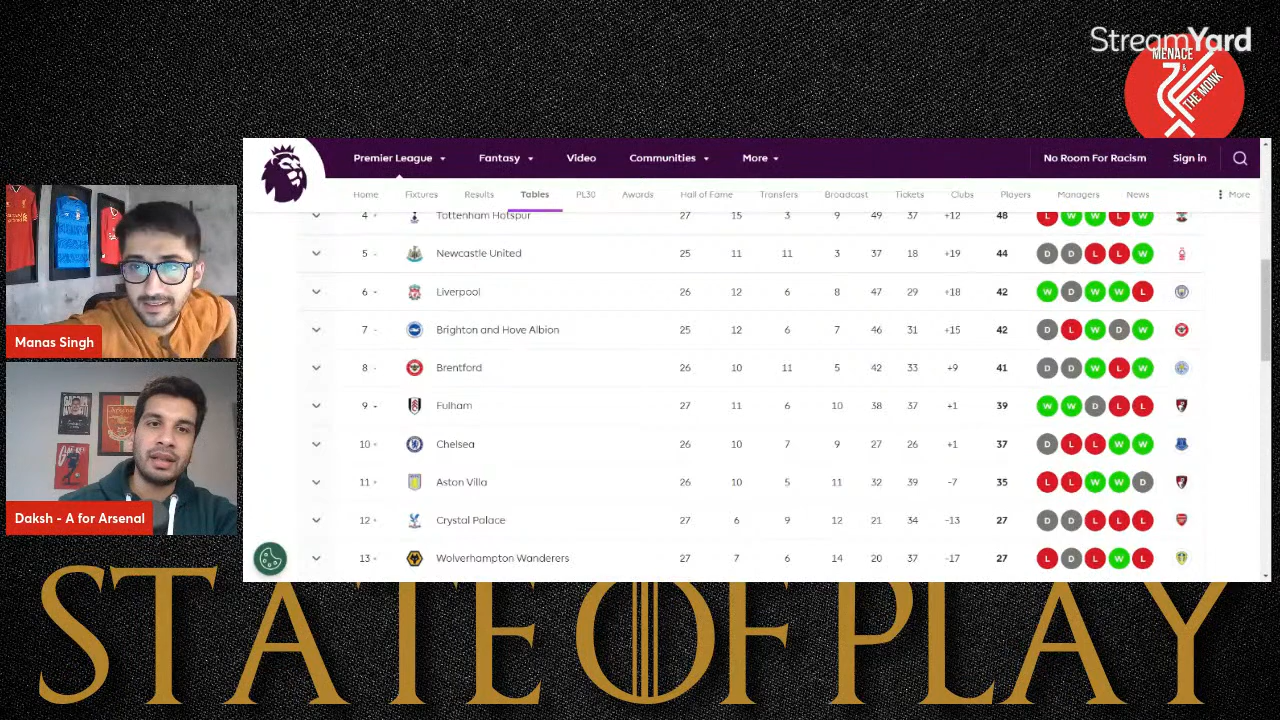 StreamYard
MENACE
&
THE MONK
Premier League Fantasy Video Communities More No Room For Racism Sign in
Home Fixtures Results Tables PL30 Awards Hall of Fame Transfers Broadcast Tickets Clubs Players Managers News More
4 Tottenham Hotspur 27 15 3 9 49 37 +12 48 L W W L W
5 Newcastle United 25 11 11 3 37 18 +19 44 D D L L W
6 Liverpool 26 12 6 8 47 29 +18 42 W D W W L
7 Brighton and Hove Albion 25 12 6 7 46 31 +15 42 D L W D W
8 Brentford 26 10 11 5 42 33 +9 41 D D W L W
9 Fulham 27 11 6 10 38 37 +1 39 W W D L L
10 Chelsea 26 10 7 9 27 26 +1 37 D L L W W
11 Aston Villa 26 10 5 11 32 39 -7 35 L L W W D
12 Crystal Palace 27 6 9 12 21 34 -13 27 D D L L L
13 Wolverhampton Wanderers 27 7 6 14 20 37 -17 27 L D L W L
Manas Singh
Daksh - A for Arsenal
STATE OF PLAY